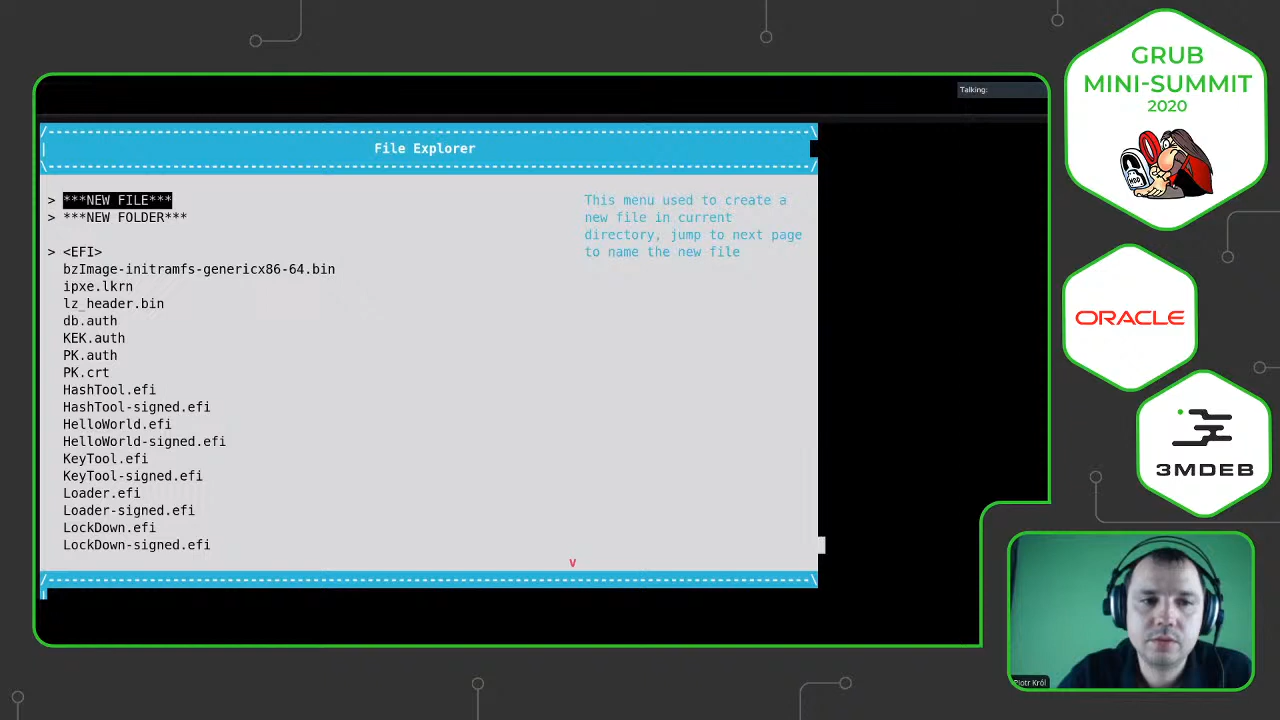 GRUB
MINI-SUMMIT
2020
Talking:
File Explorer
> ***NEW FILE***
> ***NEW FOLDER***
> <EFI>
bzImage-initramfs-genericx86-64.bin
ipxe.lkrn
lz_header.bin
db.auth
KEK.auth
PK.auth
PK.crt
HashTool.efi
HashTool-signed.efi
HelloWorld.efi
HelloWorld-signed.efi
KeyTool.efi
KeyTool-signed.efi
Loader.efi
Loader-signed.efi
LockDown.efi
LockDown-signed.efi
v
This menu used to create a
new file in current
directory, jump to next page
to name the new file
ORACLE
3MDEB
Piotr Król